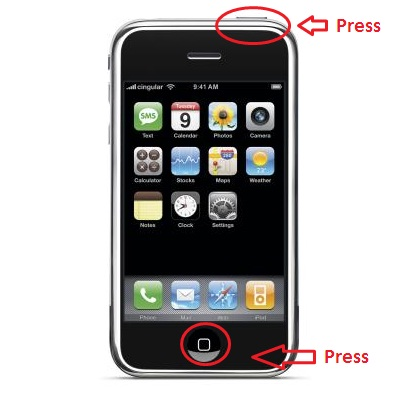 Press
cingular 9:41 AM
SMS Tuesday 9 280
Text Calendar Photos Camera
73°
Calculator Stocks Maps Weather
Notes Clock Settings
Phone Mail Safari iPod
Press